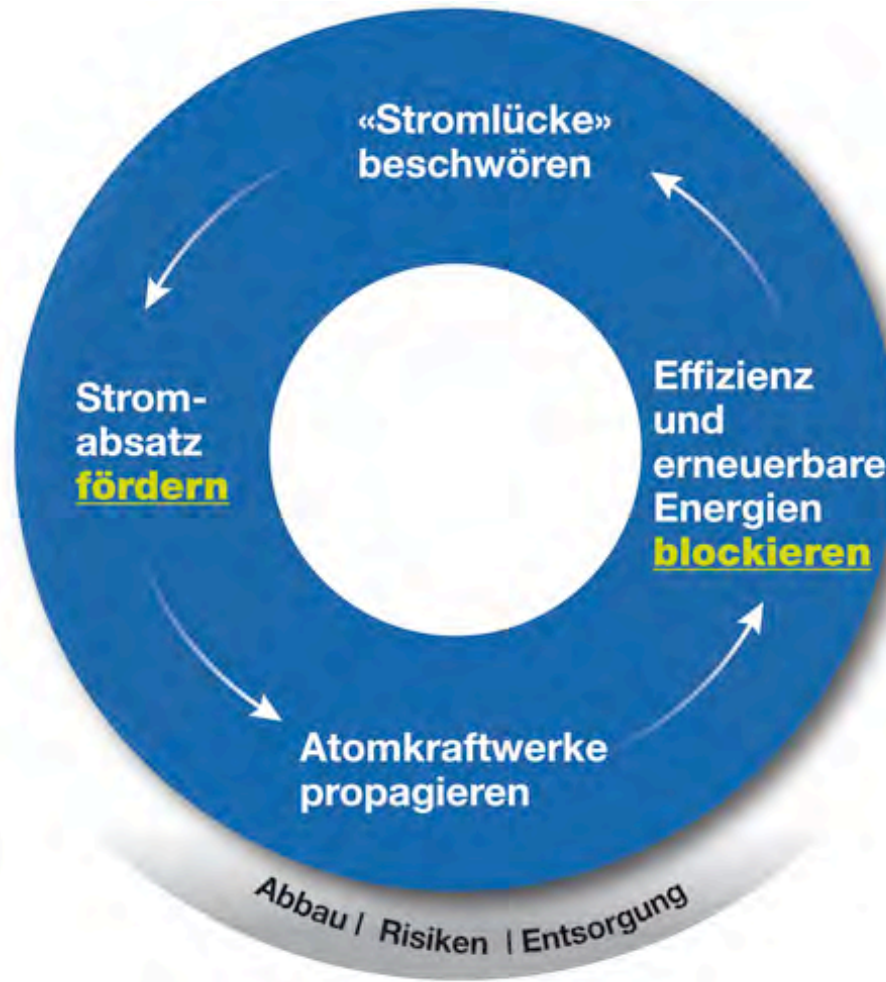 «Stromlücke»
beschwören
Strom-
absatz
fördern
Effizienz
und
erneuerbare
Energien
blockieren
Atomkraftwerke
propagieren
Abbau | Risiken | Entsorgung